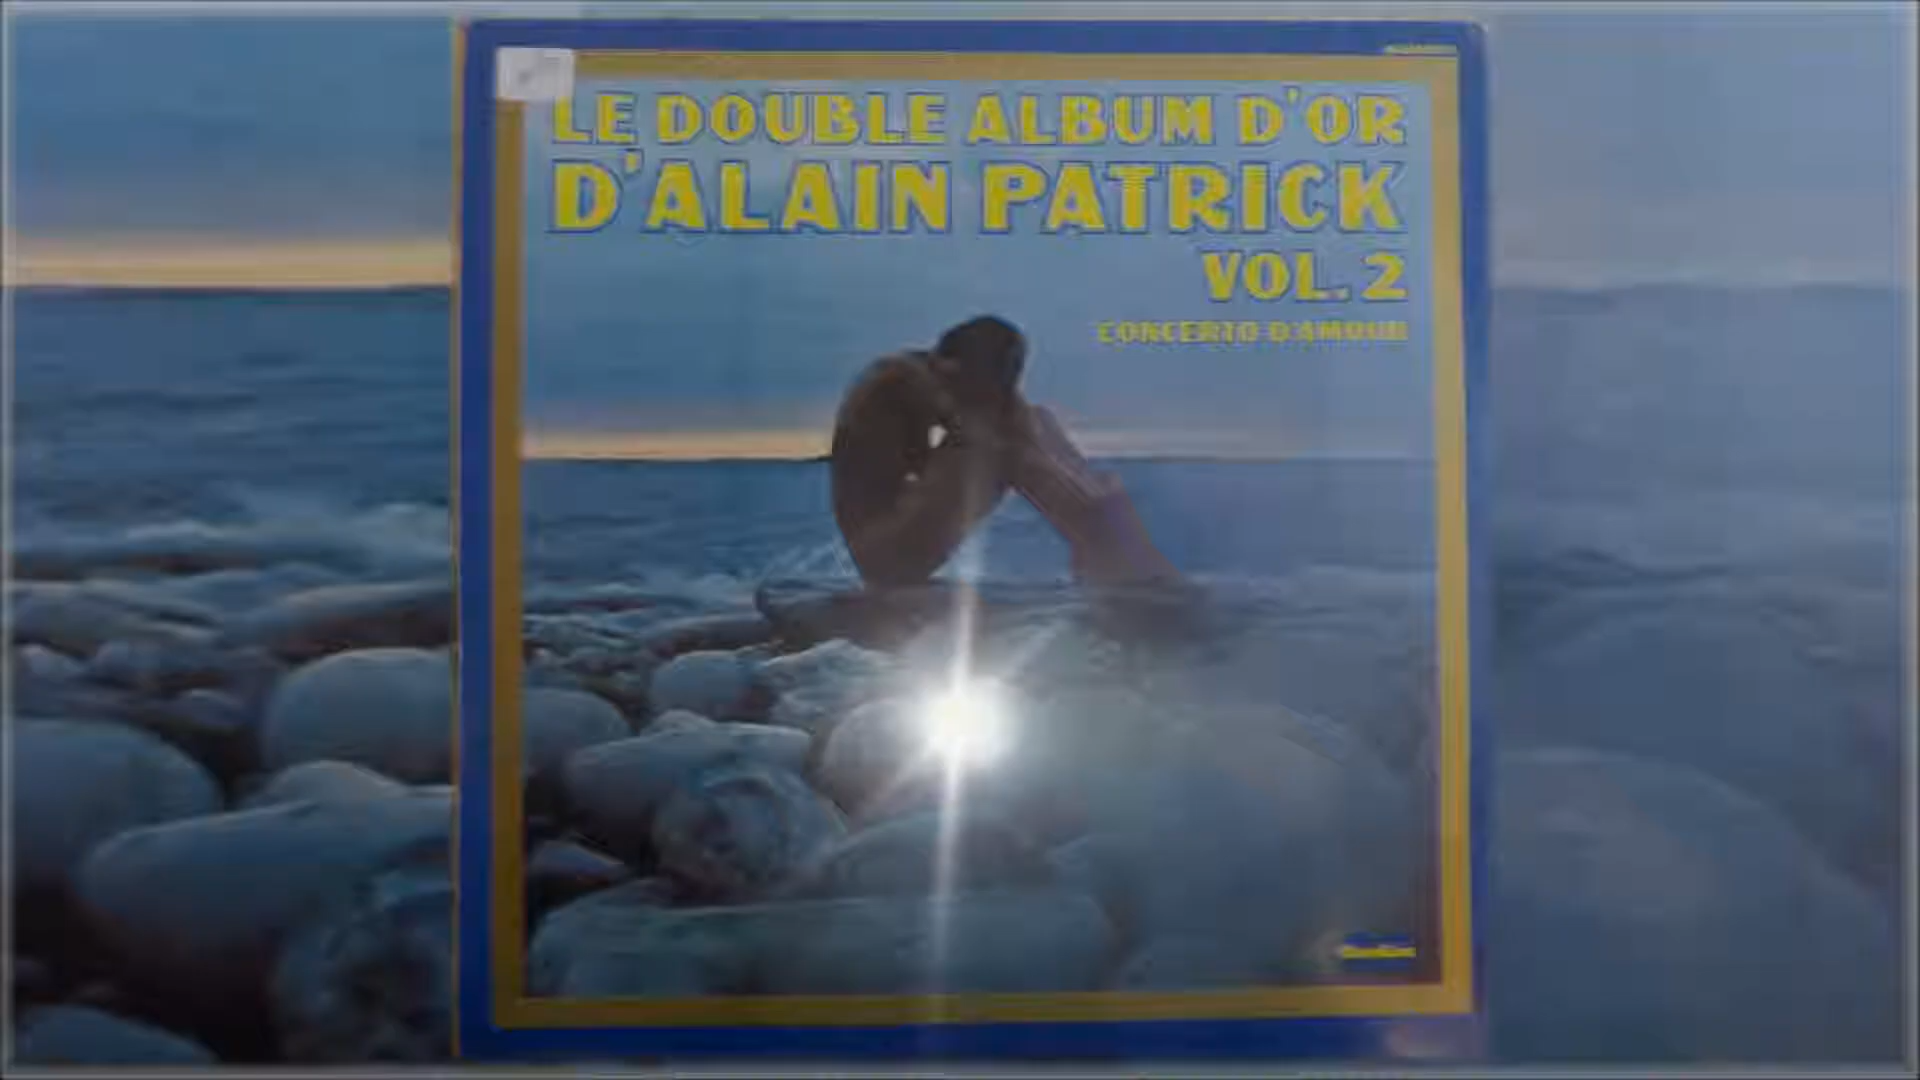 LE DOUBLE ALBUM D'OR
D'ALAIN PATRICK
VOL. 2
CONCERTO D'AMOUR